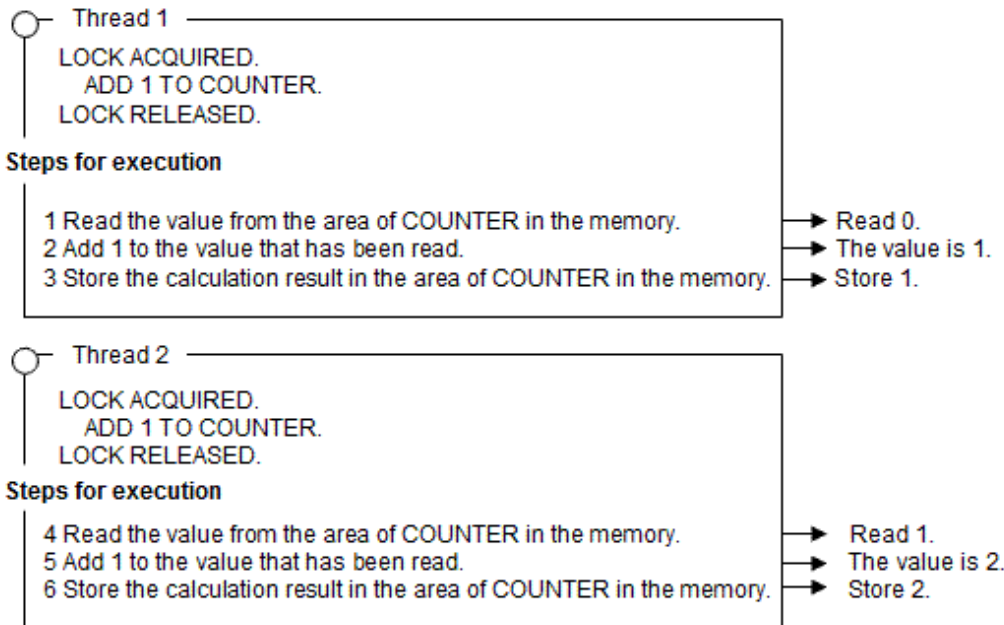 Thread 1
LOCK ACQUIRED.
ADD 1 TO COUNTER.
LOCK RELEASED.
Steps for execution
1 Read the value from the area of COUNTER in the memory. Read 0.
2 Add 1 to the value that has been read. The value is 1.
3 Store the calculation result in the area of COUNTER in the memory. Store 1.
Thread 2
LOCK ACQUIRED.
ADD 1 TO COUNTER.
LOCK RELEASED.
Steps for execution
4 Read the value from the area of COUNTER in the memory. Read 1.
5 Add 1 to the value that has been read. The value is 2.
6 Store the calculation result in the area of COUNTER in the memory. Store 2.